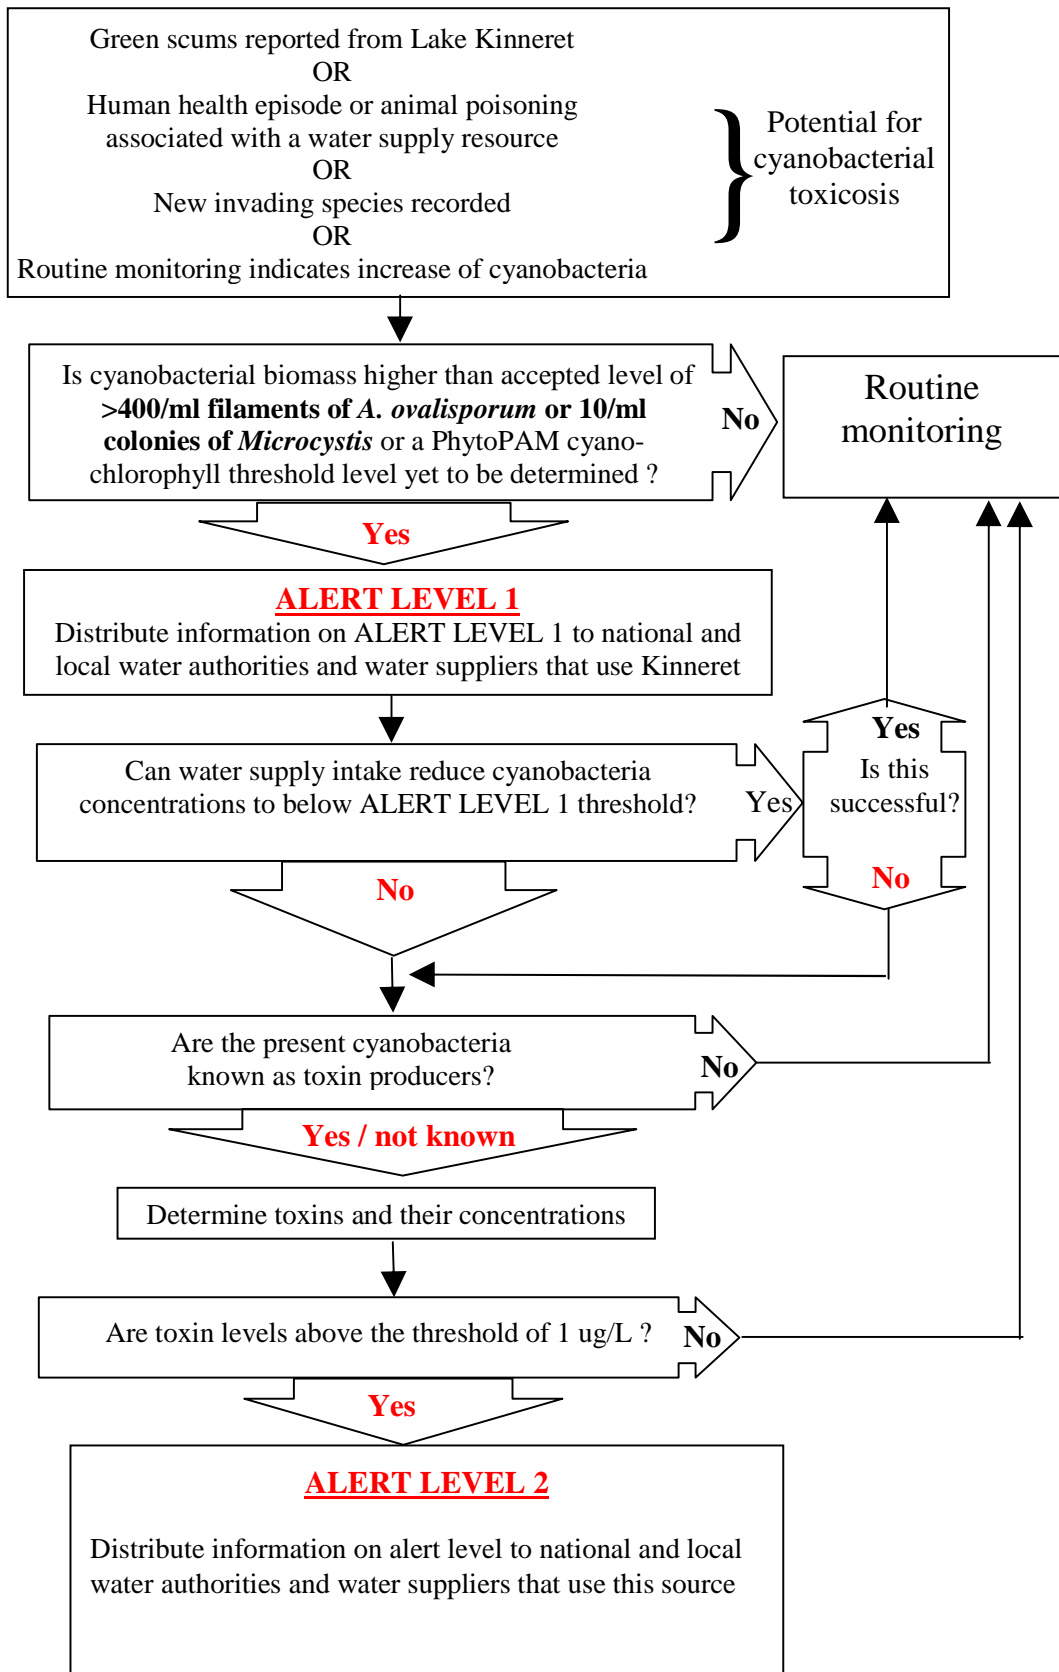 Green scums reported from Lake Kinneret
OR
Human health episode or animal poisoning
associated with a water supply resource
OR
New invading species recorded
OR
Routine monitoring indicates increase of cyanobacteria
Potential for
cyanobacterial
toxicosis
Is cyanobacterial biomass higher than accepted level of
>400/ml filaments of A. ovalisporum or 10/ml
colonies of Microcystis or a PhytoPAM cyano-
chlorophyll threshold level yet to be determined ?
No
Routine
monitoring
Yes
ALERT LEVEL 1
Distribute information on ALERT LEVEL 1 to national and
local water authorities and water suppliers that use Kinneret
Can water supply intake reduce cyanobacteria
concentrations to below ALERT LEVEL 1 threshold?
Yes
Yes
Is this
successful?
No
No
Are the present cyanobacteria
known as toxin producers?
No
Yes / not known
Determine toxins and their concentrations
Are toxin levels above the threshold of 1 ug/L ?
No
Yes
ALERT LEVEL 2
Distribute information on alert level to national and local
water authorities and water suppliers that use this source